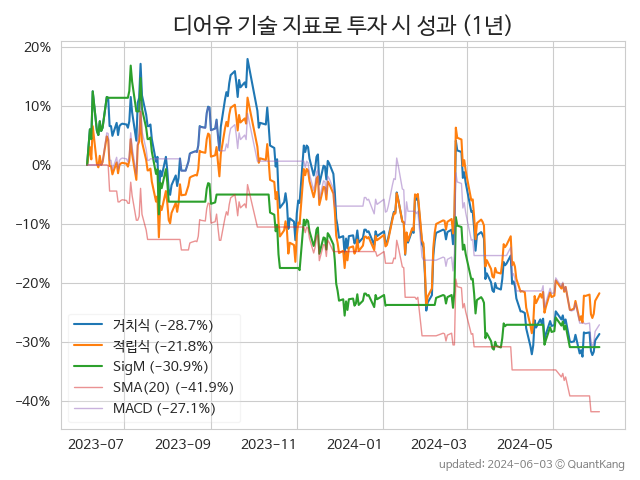 디어유 기술 지표로 투자 시 성과 (1년)
20%
10%
0%
−10%
−20%
−30%
−40%
거치식 (−28.7%)
적립식 (−21.8%)
SigM (−30.9%)
SMA(20) (−41.9%)
MACD (−27.1%)
2023−07
2023−09
2023−11
2024−01
2024−03
2024−05
updated: 2024−06−03 © QuantKang